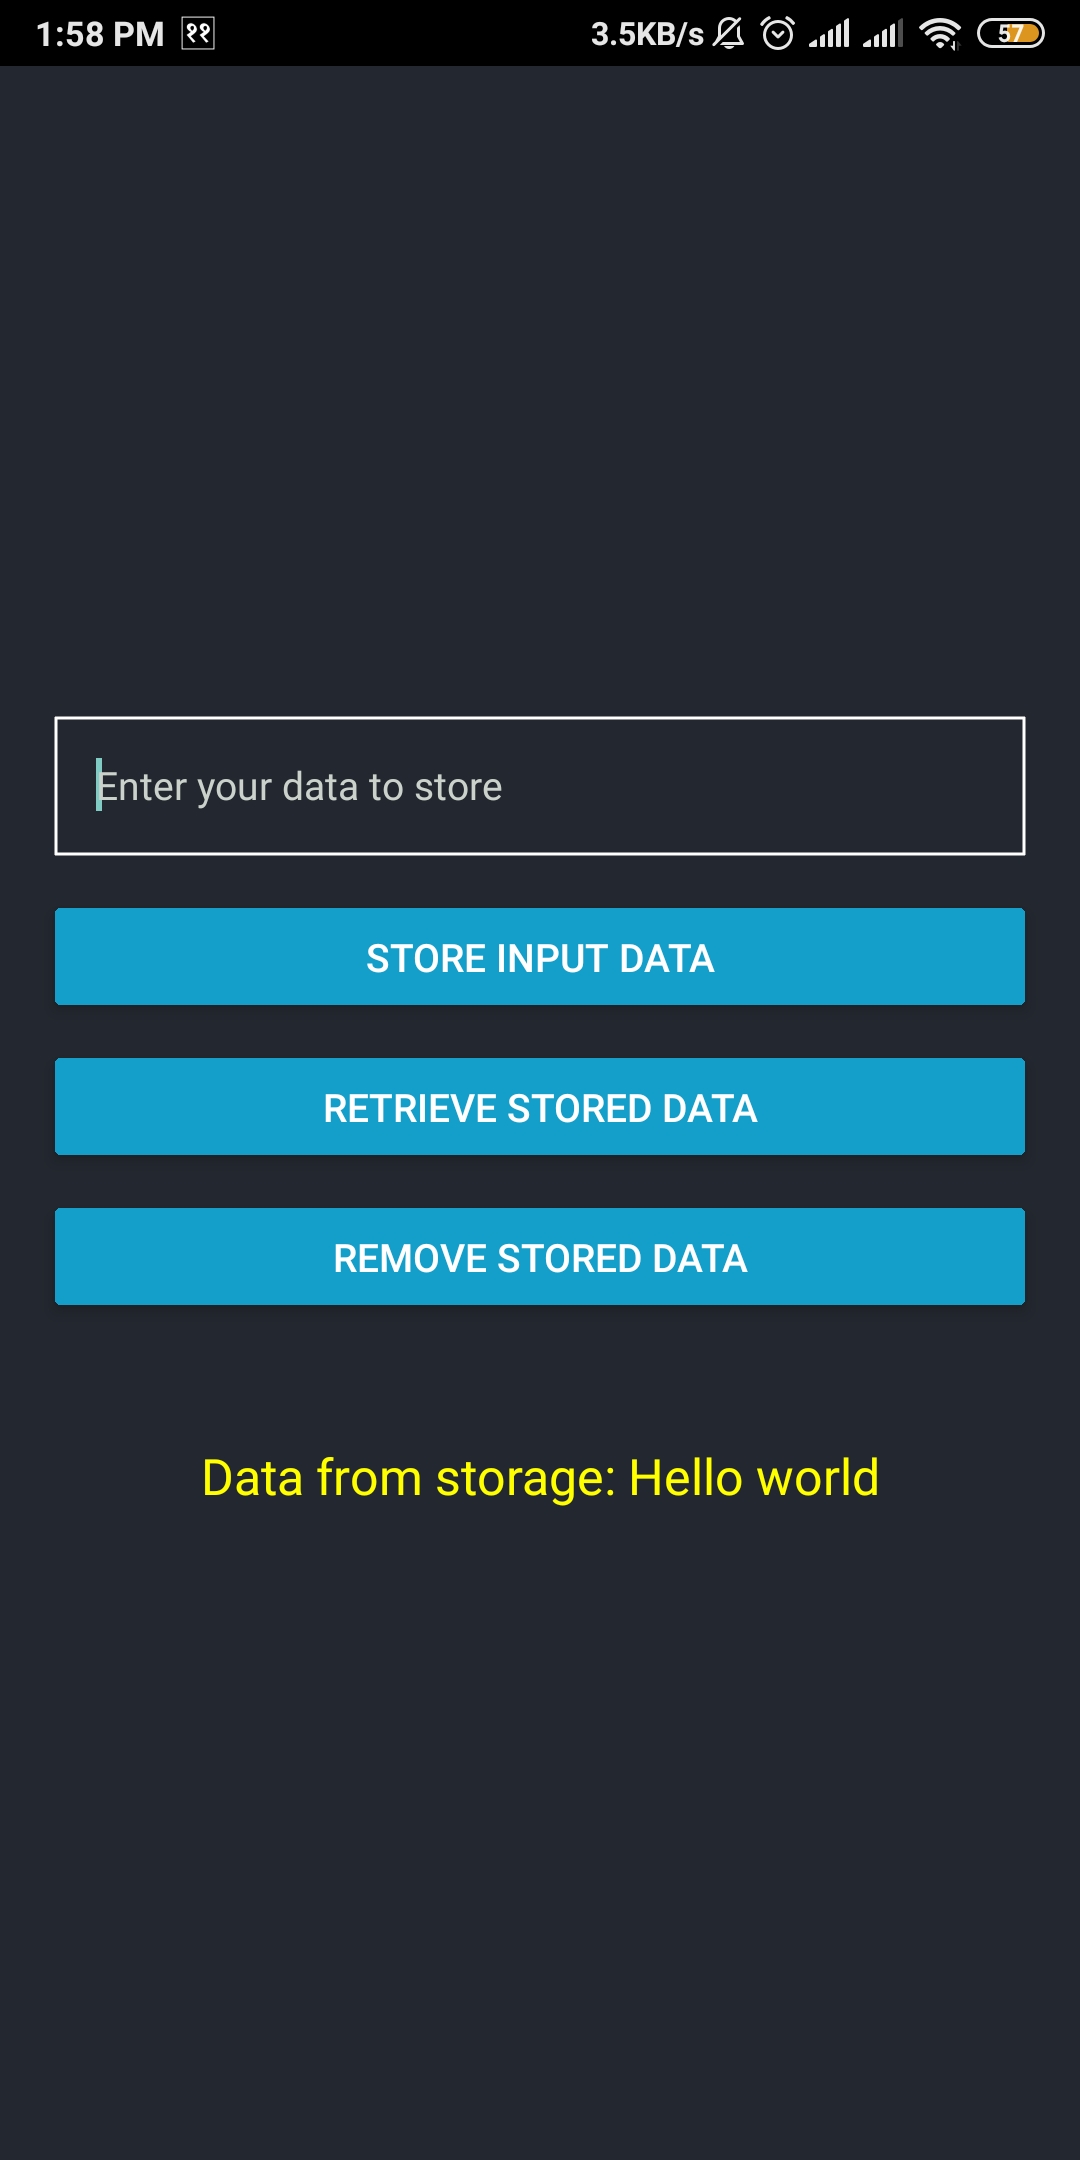 1:58 PM ११ 3.5KB/s 57
Enter your data to store
STORE INPUT DATA
RETRIEVE STORED DATA
REMOVE STORED DATA
Data from storage: Hello world